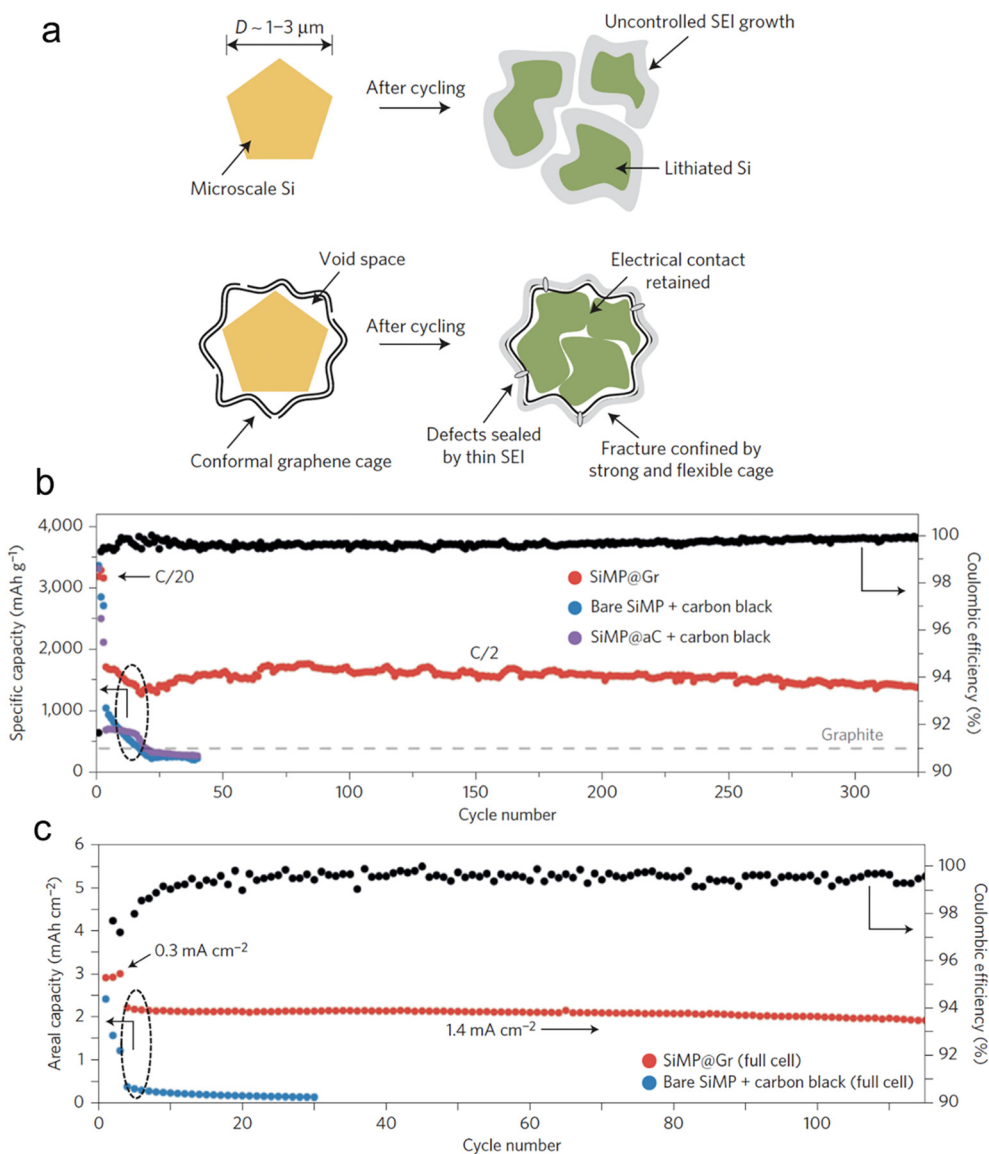 a
D ~ 1–3 μm
Microscale Si
After cycling
Uncontrolled SEI growth
Lithiated Si
Void space
Conformal graphene cage
After cycling
Electrical contact
retained
Defects sealed
by thin SEI
Fracture confined by
strong and flexible cage
b
Specific capacity (mAh g⁻¹)
4,000
3,000
2,000
1,000
0
C/20
SiMP@Gr
Bare SiMP + carbon black
SiMP@aC + carbon black
C/2
Graphite
100
98
96
94
92
90
Coulombic efficiency (%)
0
50
100
150
200
250
300
Cycle number
c
Areal capacity (mAh cm⁻²)
6
5
4
3
2
1
0
0.3 mA cm⁻²
1.4 mA cm⁻²
SiMP@Gr (full cell)
Bare SiMP + carbon black (full cell)
100
98
96
94
92
90
Coulombic efficiency (%)
0
20
40
60
80
100
Cycle number